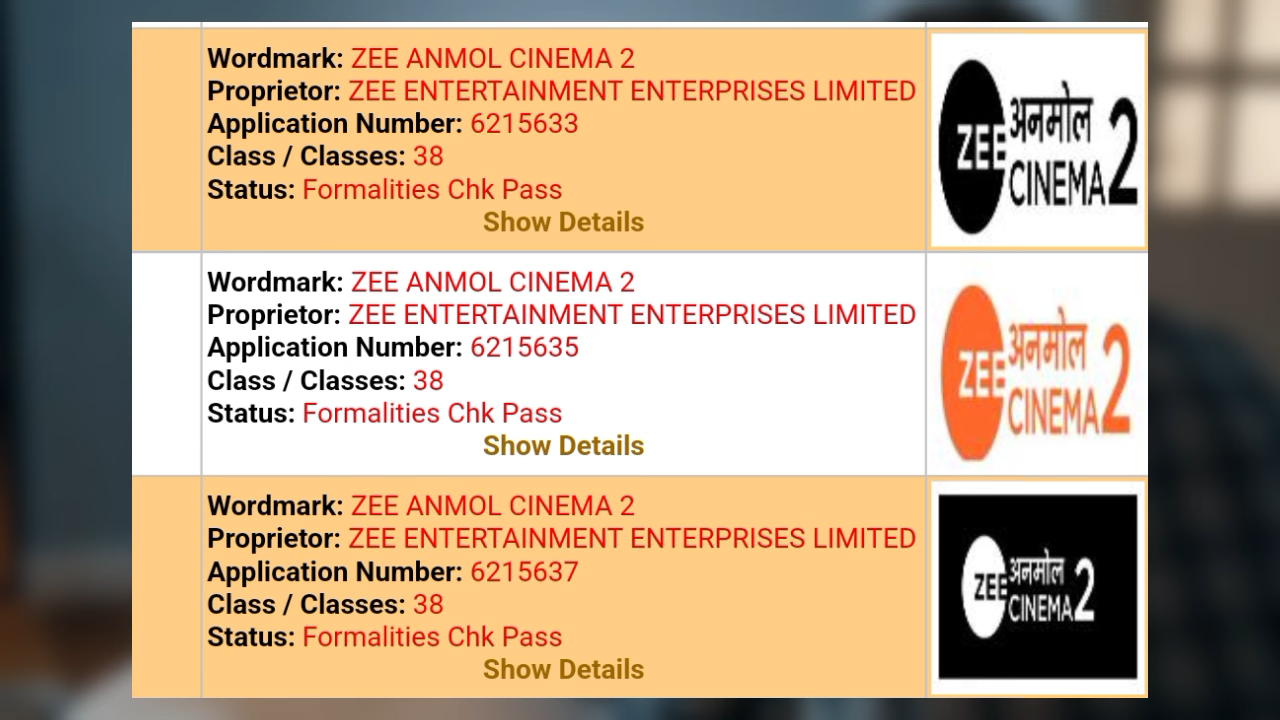 Wordmark: ZEE ANMOL CINEMA 2
Proprietor: ZEE ENTERTAINMENT ENTERPRISES LIMITED
Application Number: 6215633
Class / Classes: 38
Status: Formalities Chk Pass
Show Details
ZEE अनमोल
CINEMA 2
Wordmark: ZEE ANMOL CINEMA 2
Proprietor: ZEE ENTERTAINMENT ENTERPRISES LIMITED
Application Number: 6215635
Class / Classes: 38
Status: Formalities Chk Pass
Show Details
ZEE अनमोल
CINEMA 2
Wordmark: ZEE ANMOL CINEMA 2
Proprietor: ZEE ENTERTAINMENT ENTERPRISES LIMITED
Application Number: 6215637
Class / Classes: 38
Status: Formalities Chk Pass
Show Details
ZEE अनमोल
CINEMA 2